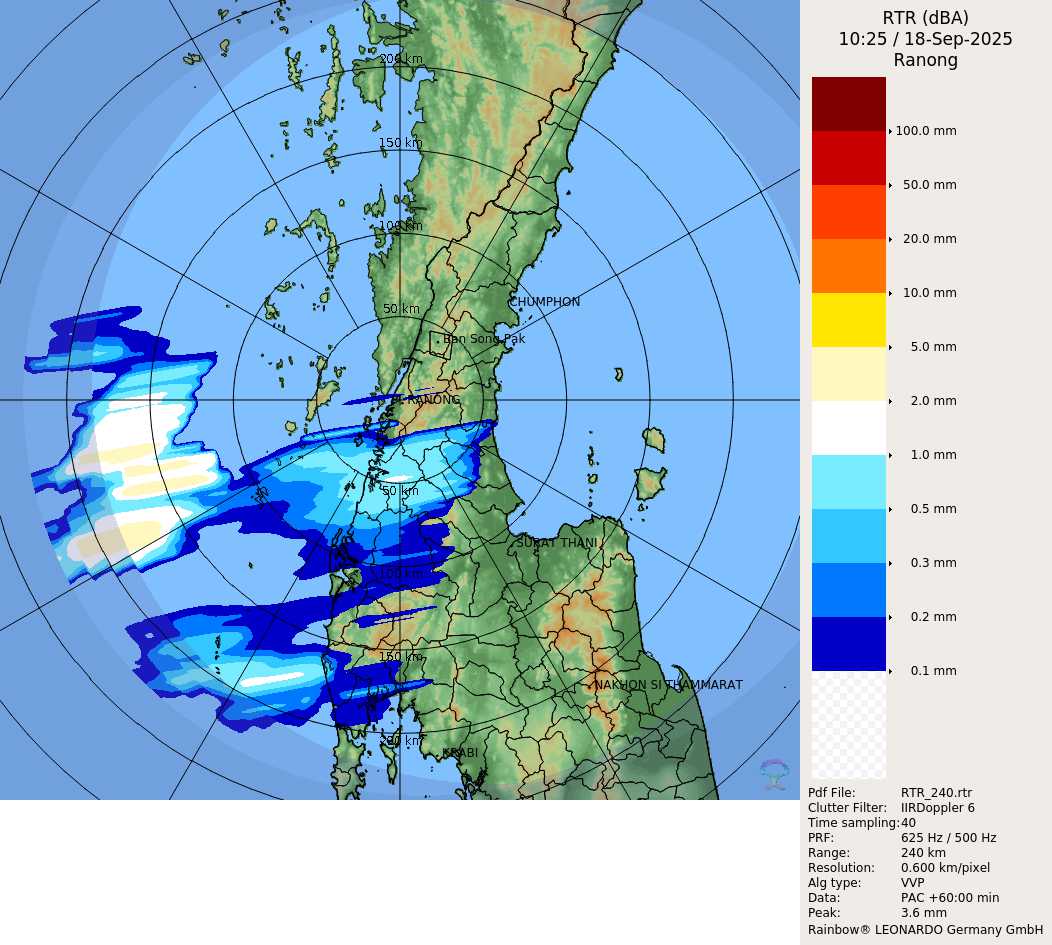 RTR (dBA)
10:25 / 18-Sep-2025
Ranong
100.0 mm
50.0 mm
20.0 mm
10.0 mm
5.0 mm
2.0 mm
1.0 mm
0.5 mm
0.3 mm
0.2 mm
0.1 mm
Pdf File: RTR_240.rtr
Clutter Filter: IIRDoppler 6
Time sampling:40
PRF: 625 Hz / 500 Hz
Range: 240 km
Resolution: 0.600 km/pixel
Alg type: VVP
Data: PAC +60:00 min
Peak: 3.6 mm
Rainbow® LEONARDO Germany GmbH
200 km
150 km
100 km
50 km
CHUMPHON
Ban Song Pak
RANONG
50 km
SURAT THANI
100 km
150 km
NAKHON SI THAMMARAT
200 km
KRABI